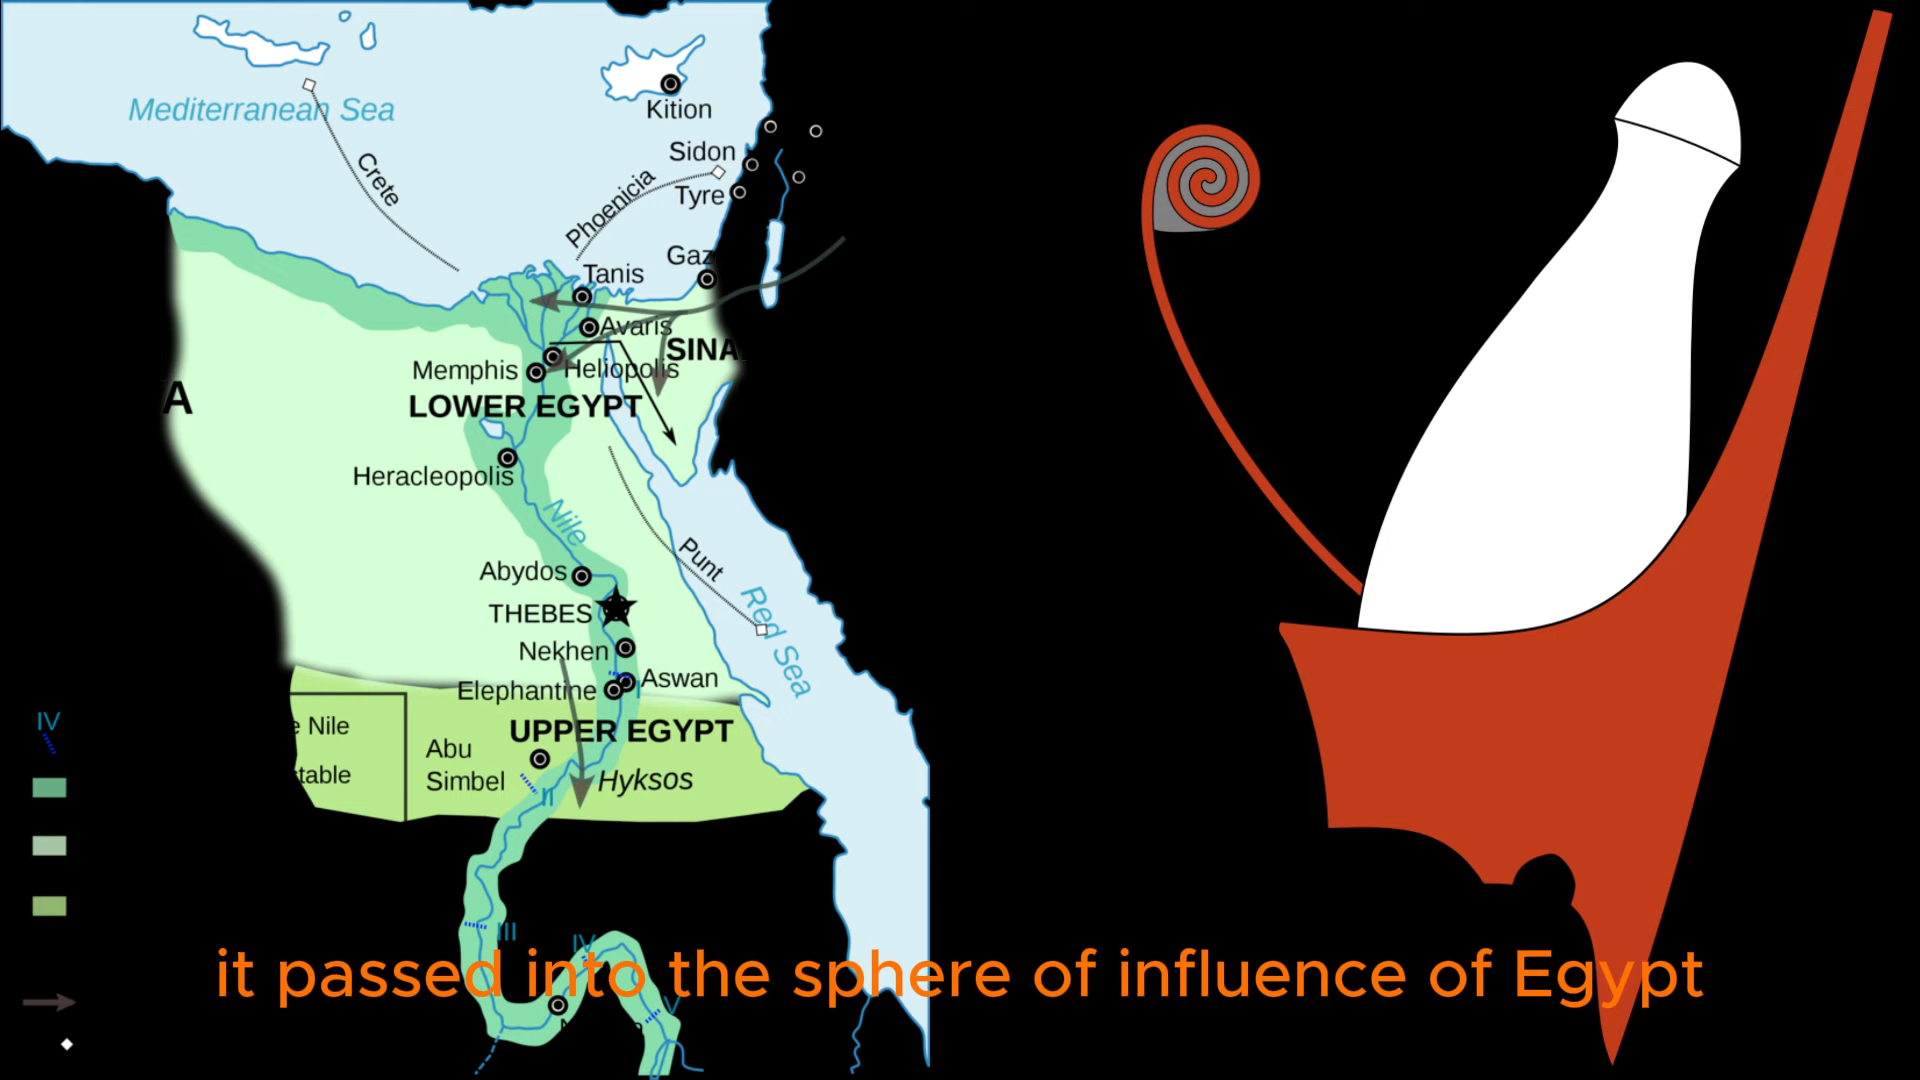 Mediterranean Sea
Kition
Sidon
Crete
Phoenicia
Tyre
Gaz
Tanis
Avaris
SINA
Memphis
Heliopolis
A
LOWER EGYPT
Heracleopolis
Nile
Punt
Abydos
THEBES
Red Sea
Nekhen
Aswan
I
Elephantine
IV
e Nile
UPPER EGYPT
Abu
Simbel
table
Hyksos
II
III
IV
it passed into the sphere of influence of Egypt
V